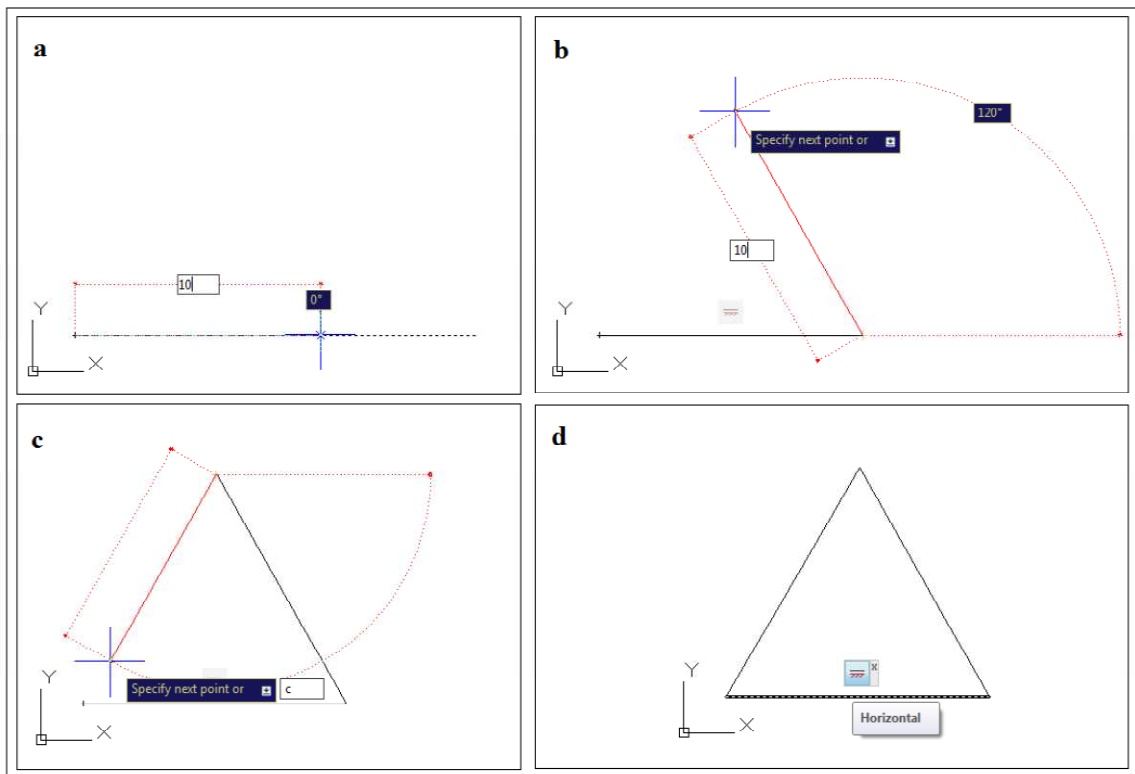 a
10
0°
Y
X
b
120°
Specify next point or
10
Y
X
c
Specify next point or
c
Y
X
d
Y
X
x
Horizontal